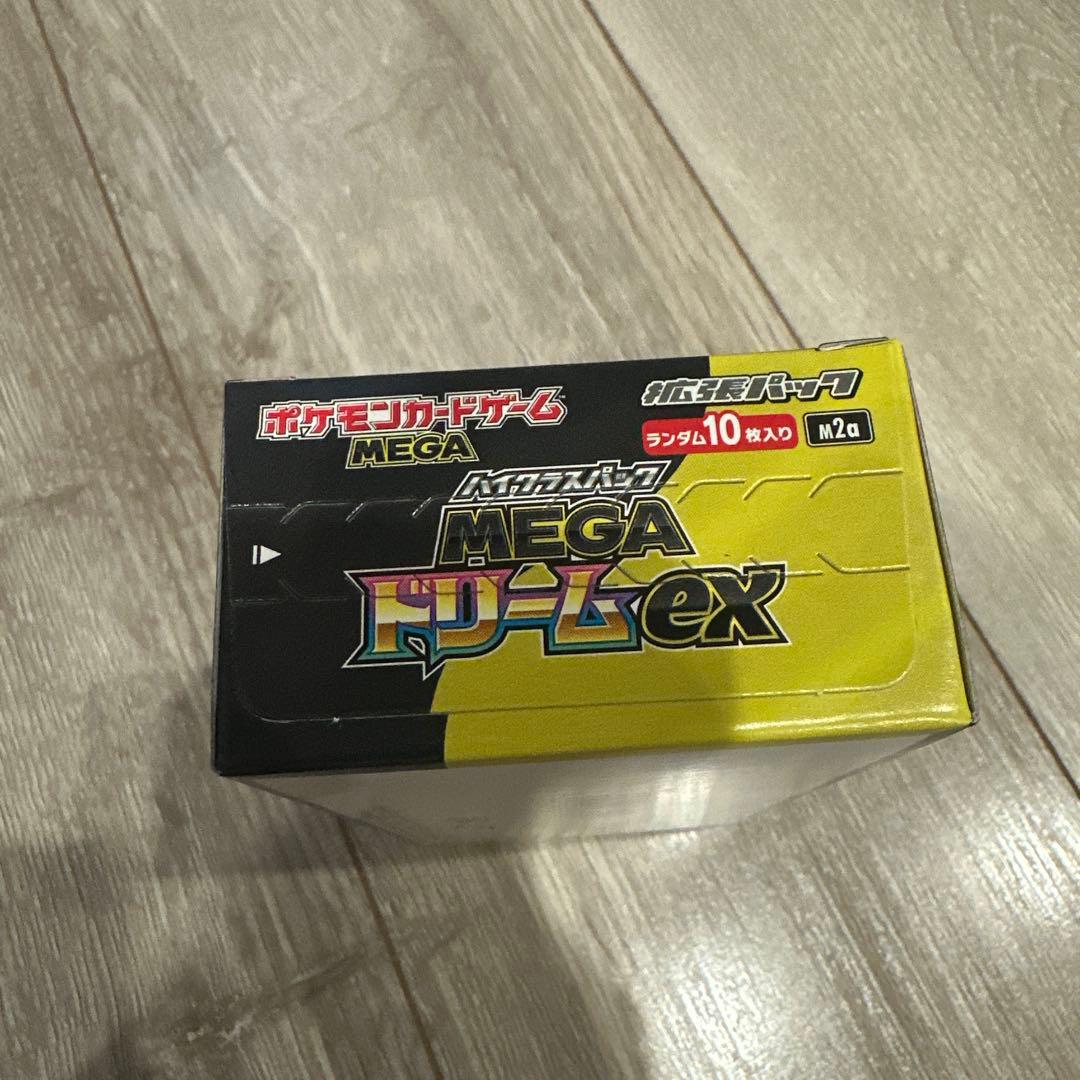 ポケモンカードゲーム™
MEGA
拡張パック
ランダム10枚入り
M2a
ハイクラスパック
MEGA
ドリームex